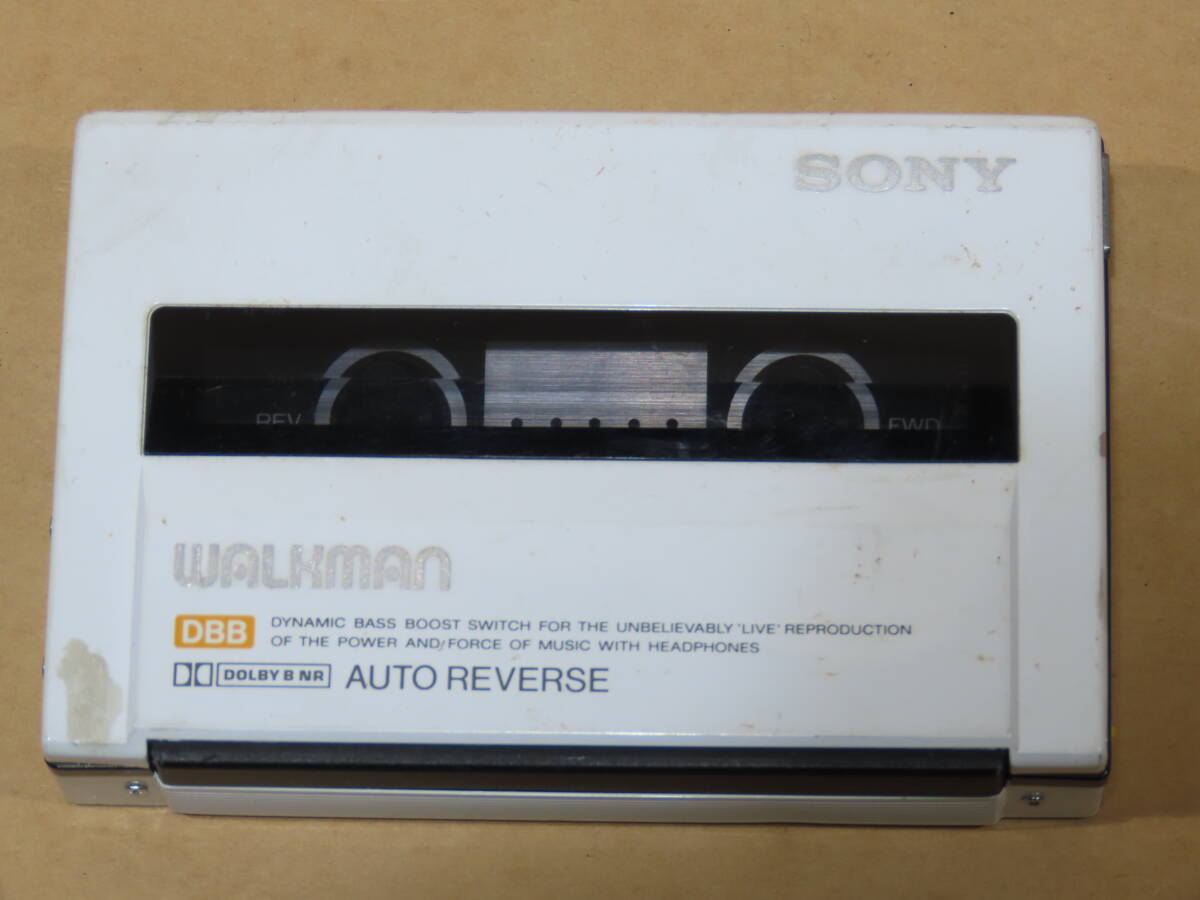 SONY
REV
FWD
WALKMAN
DBB
DYNAMIC BASS BOOST SWITCH FOR THE UNBELIEVABLY 'LIVE' REPRODUCTION
OF THE POWER AND FORCE OF MUSIC WITH HEADPHONES
DOLBY B NR AUTO REVERSE